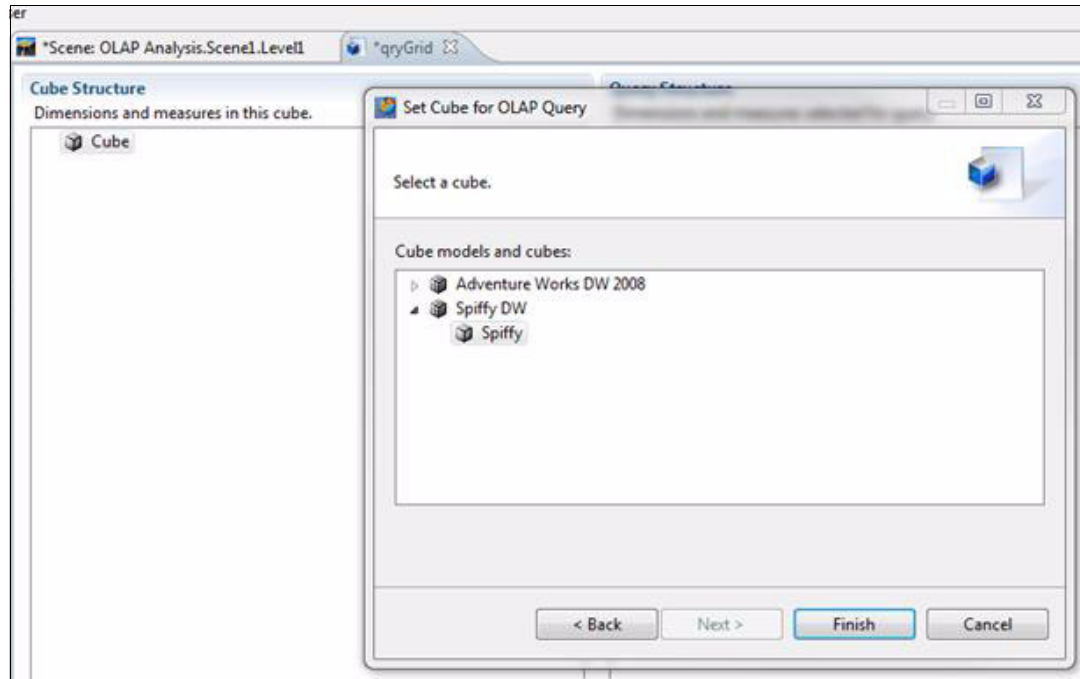 er
*Scene: OLAP Analysis.Scene1.Level1
*qryGrid
Cube Structure
Dimensions and measures in this cube.
Cube
Query Structure
Set Cube for OLAP Query
Select a cube.
Cube models and cubes:
Adventure Works DW 2008
Spiffy DW
Spiffy
< Back
Next >
Finish
Cancel